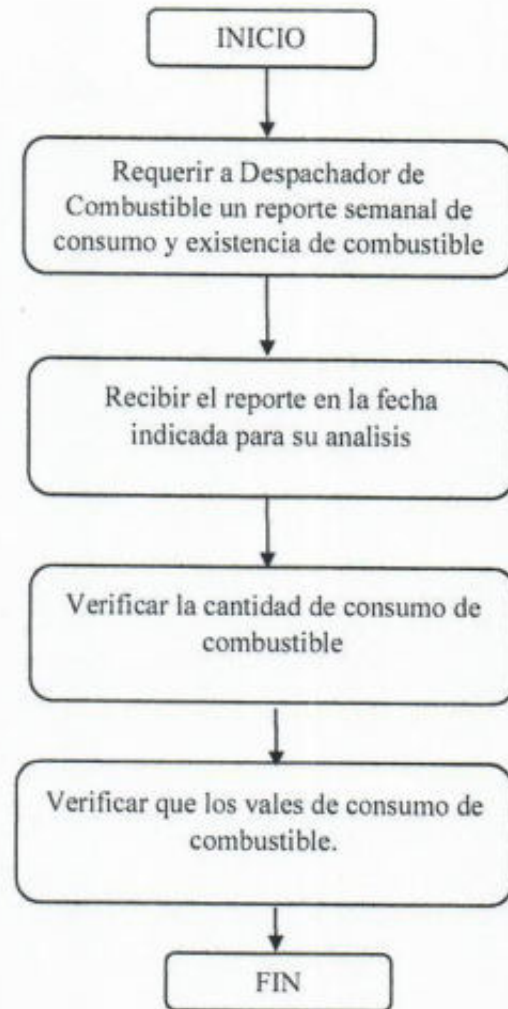 INICIO
Requerir a Despachador de
Combustible un reporte semanal de
consumo y existencia de combustible
Recibir el reporte en la fecha
indicada para su analisis
Verificar la cantidad de consumo de
combustible
Verificar que los vales de consumo de
combustible.
FIN